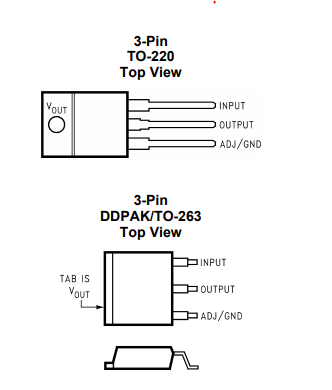 3-Pin
TO-220
Top View
VOUT
INPUT
OUTPUT
ADJ/GND
3-Pin
DDPAK/TO-263
Top View
TAB IS
VOUT
INPUT
OUTPUT
ADJ/GND